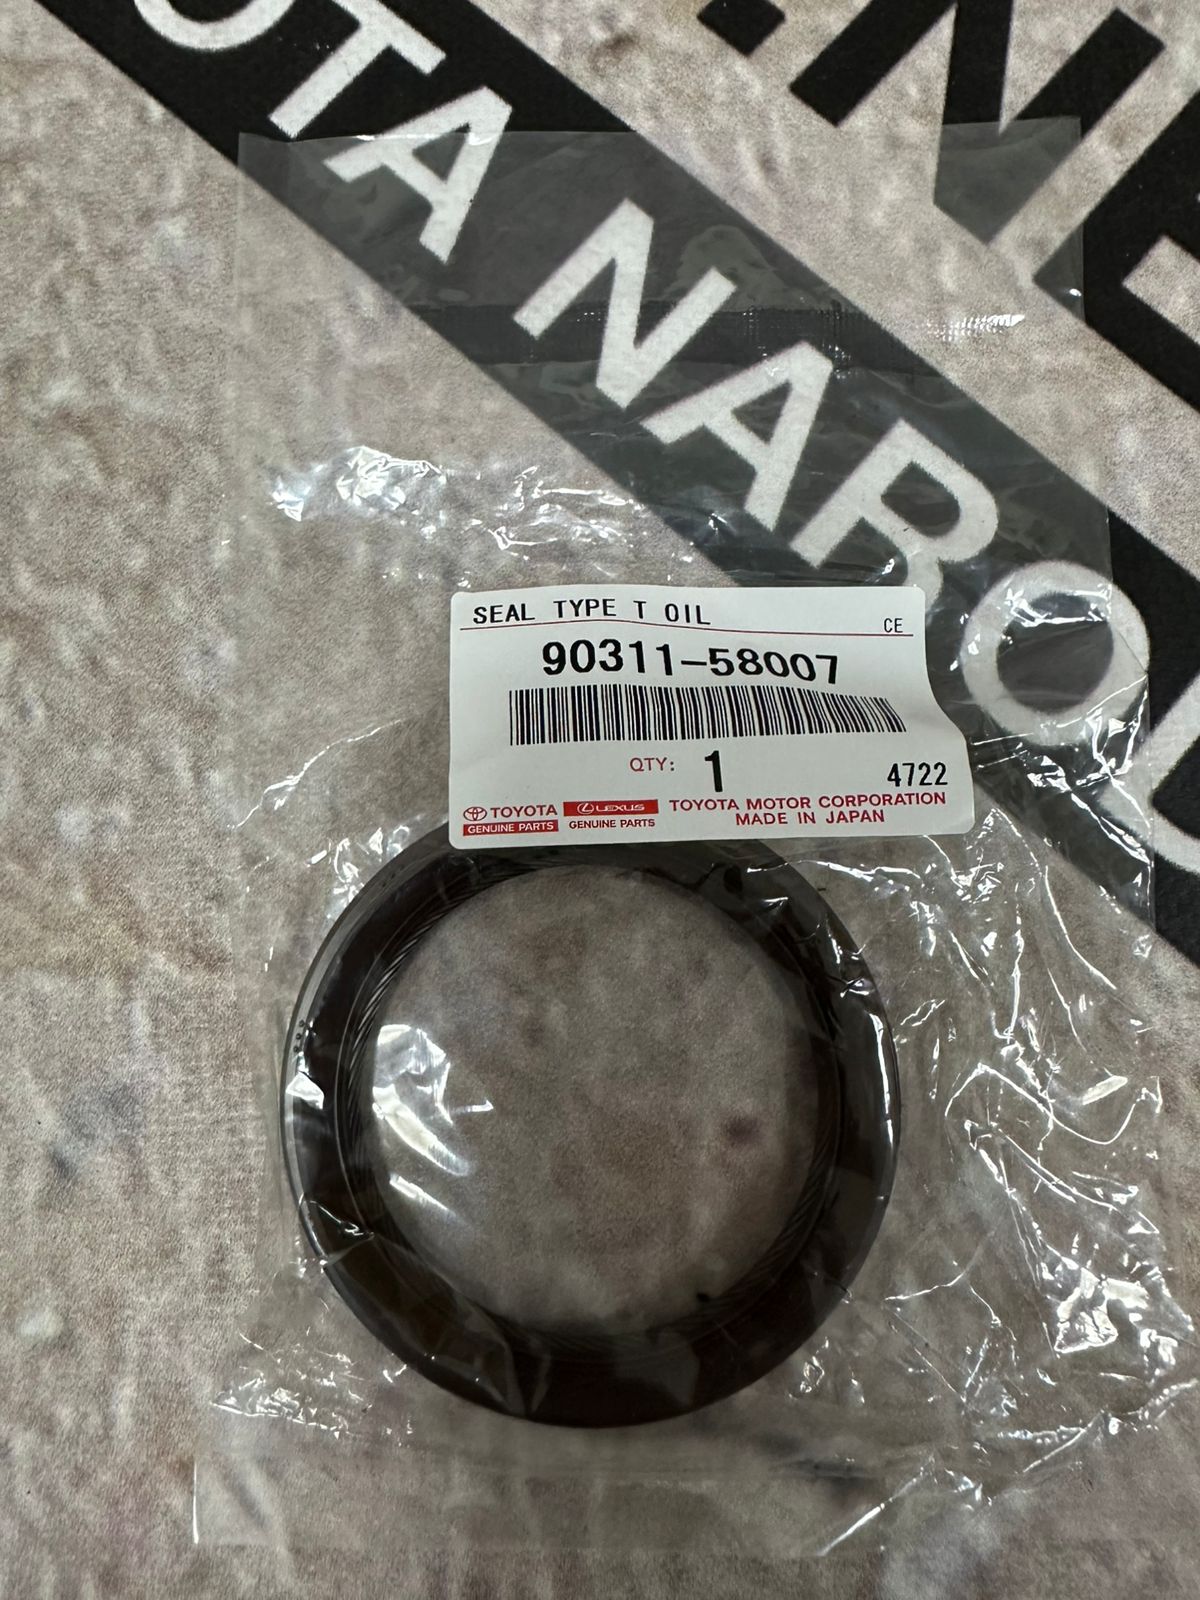 OTA NARO
SEAL TYPE T OIL
CE
90311-58007
QTY: 1
4722
TOYOTA
GENUINE PARTS
LEXUS
GENUINE PARTS
TOYOTA MOTOR CORPORATION
MADE IN JAPAN